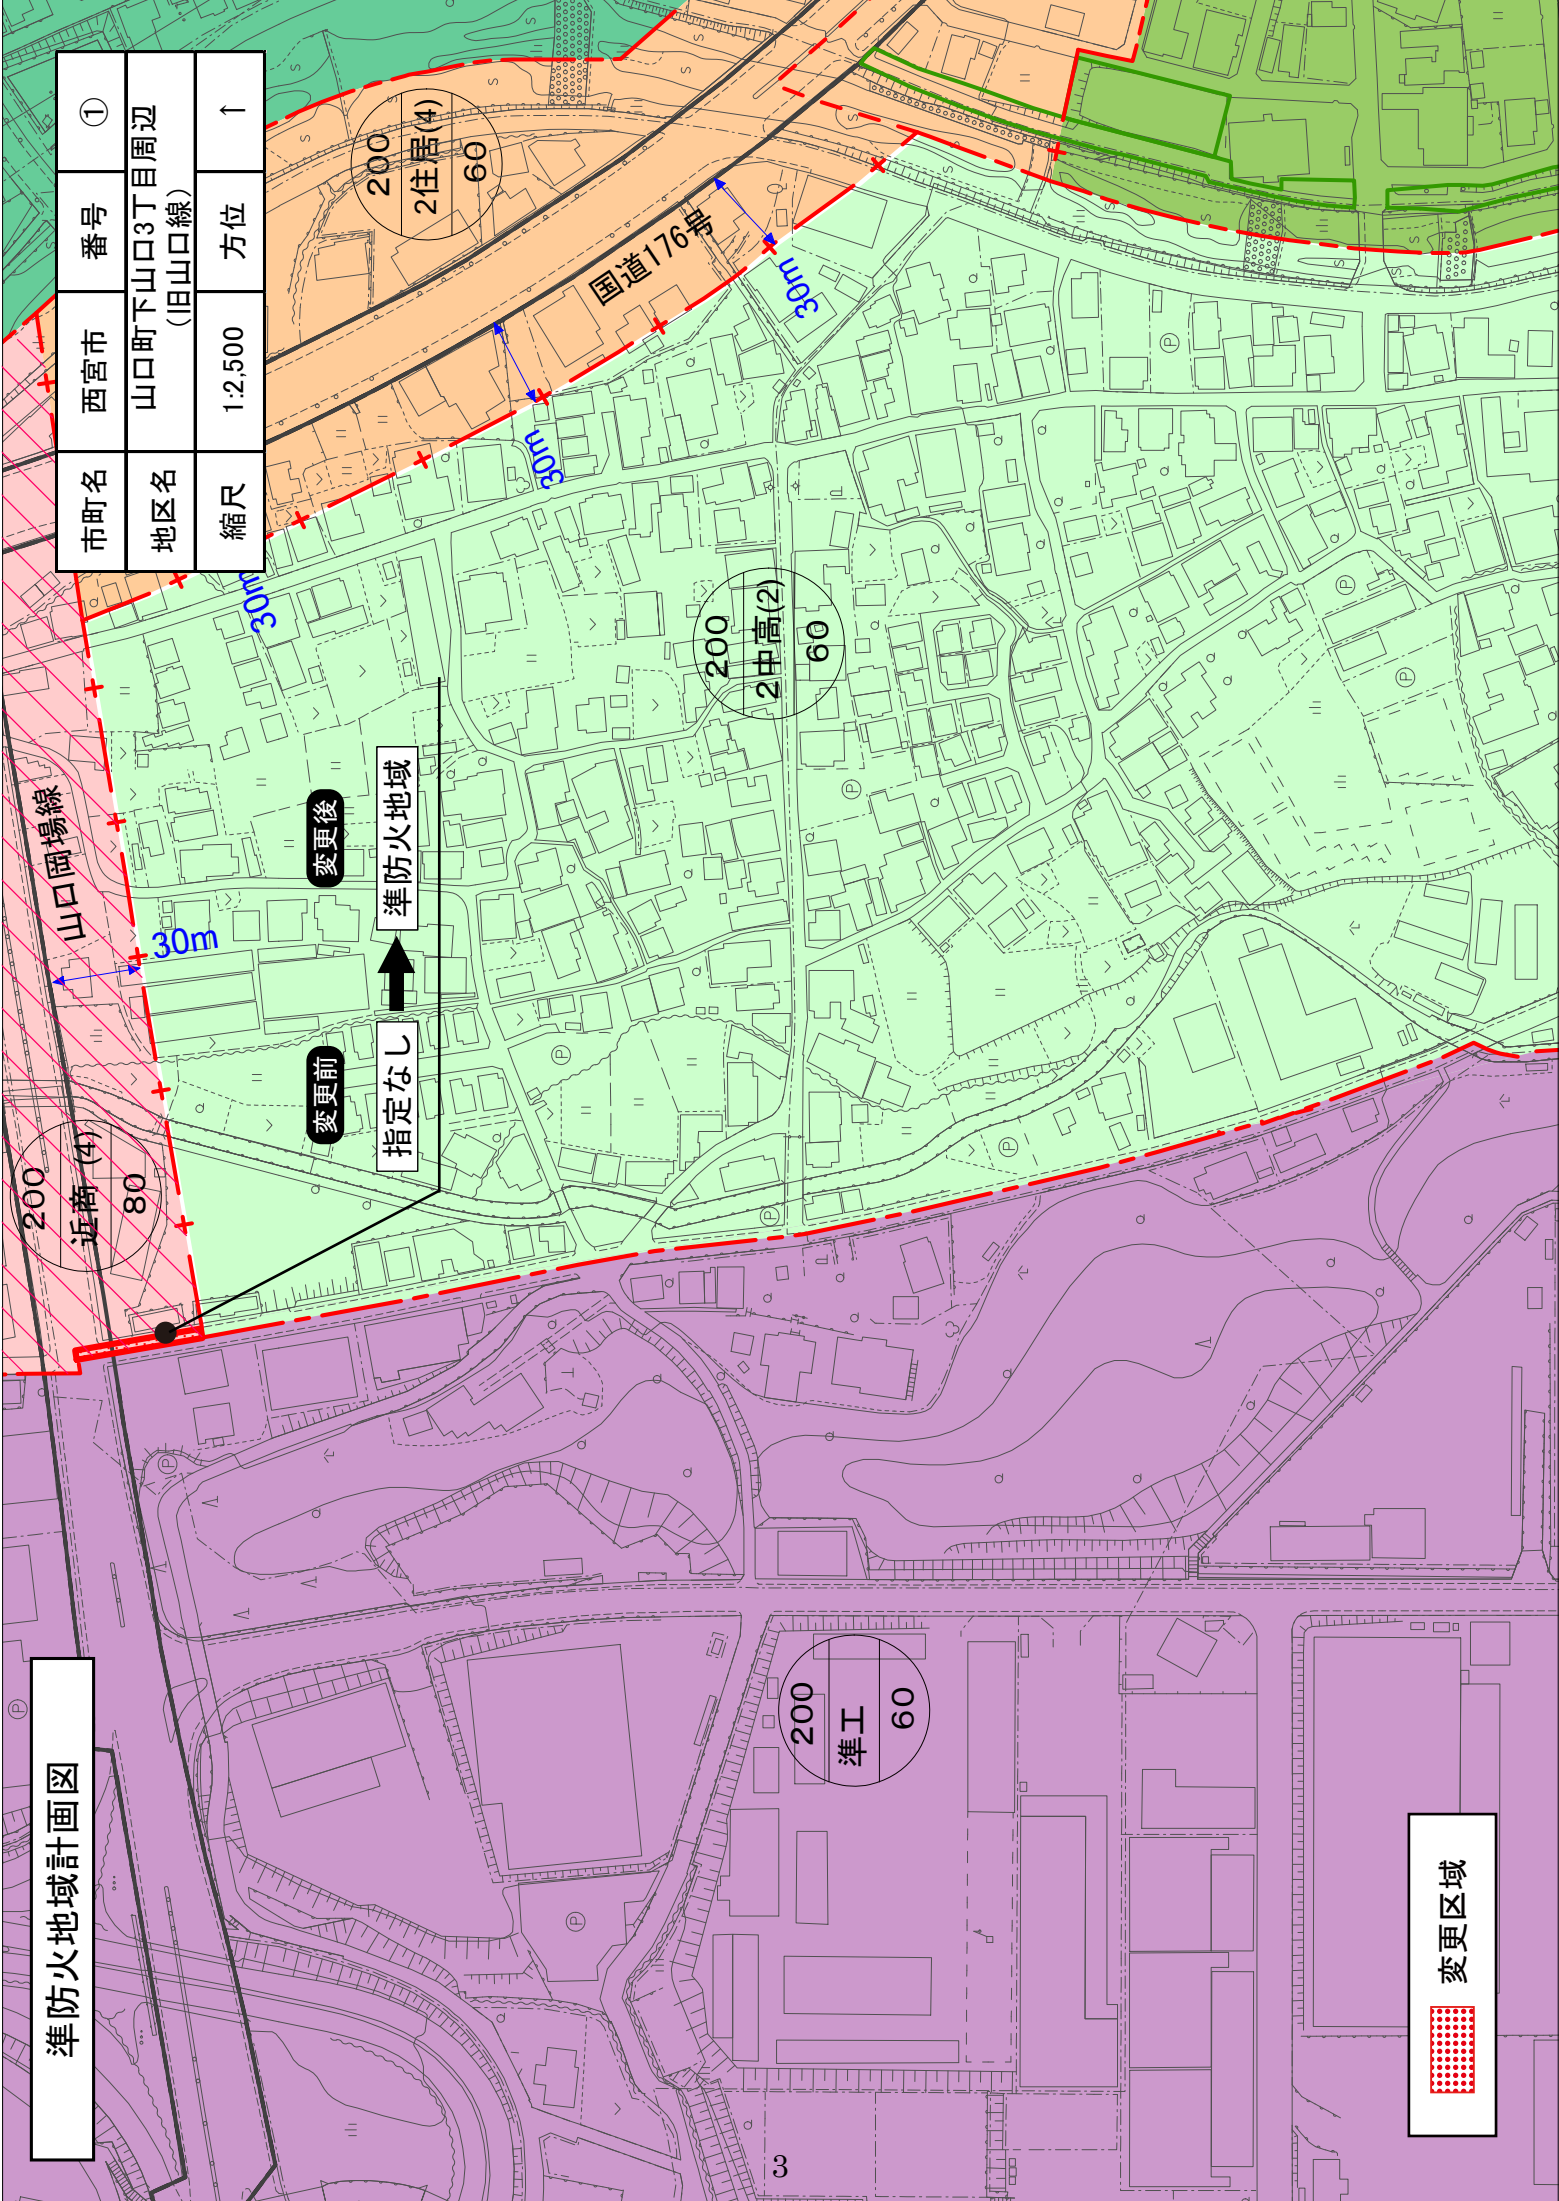 準防火地域計画図
市町名 西宮市 番号 ①
地区名 山口町下山口3丁目周辺
（旧山口線）
縮尺 1:2,500 方位 ↑
200
近商 (4)
80
山口岡場線
30m
30m
30m
30m
国道176号
200
2住居(4)
60
変更前
変更後
指定なし
準防火地域
200
2中高(2)
60
200
準工
60
変更区域
3